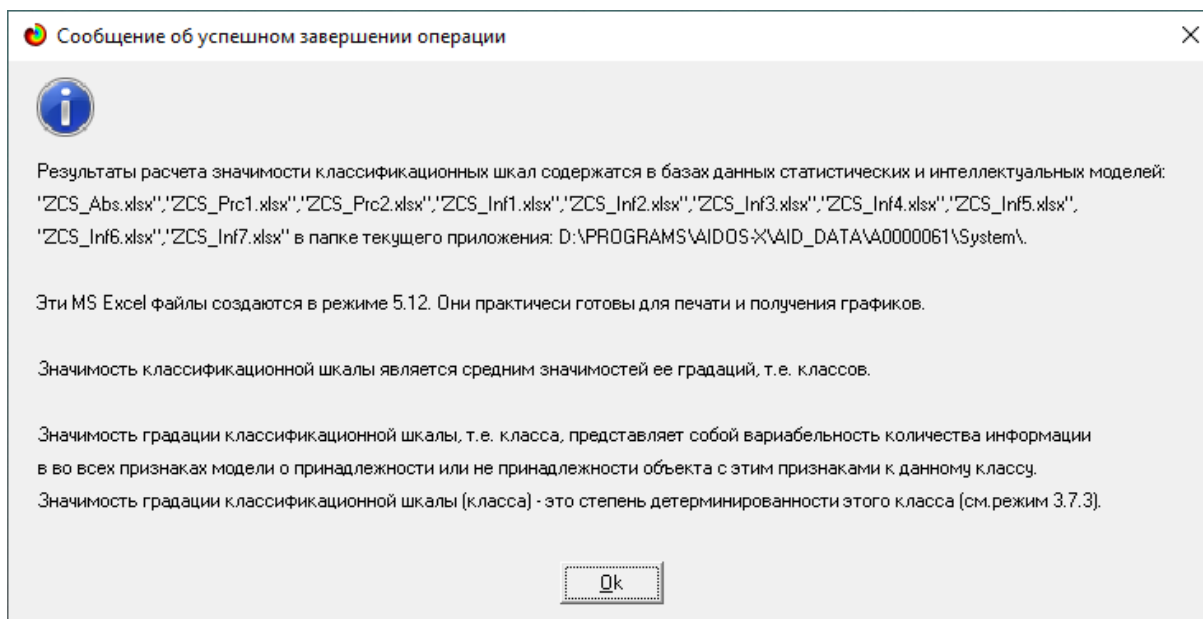 Сообщение об успешном завершении операции
Результаты расчета значимости классификационных шкал содержатся в базах данных статистических и интеллектуальных моделей:
"ZCS_Abs.xlsx","ZCS_Prc1.xlsx","ZCS_Prc2.xlsx","ZCS_Inf1.xlsx","ZCS_Inf2.xlsx","ZCS_Inf3.xlsx","ZCS_Inf4.xlsx","ZCS_Inf5.xlsx",
"ZCS_Inf6.xlsx","ZCS_Inf7.xlsx" в папке текущего приложения: D:\PROGRAMS\AIDOS-X\AID_DATA\A0000061\System\.
Эти MS Excel файлы создаются в режиме 5.12. Они практичеси готовы для печати и получения графиков.
Значимость классификационной шкалы является средним значимостей ее градаций, т.е. классов.
Значимость градации классификационной шкалы, т.е. класса, представляет собой вариабельность количества информации
в во всех признаках модели о принадлежности или не принадлежности объекта с этим признаками к данному классу.
Значимость градации классификационной шкалы (класса) - это степень детерминированности этого класса (см.режим 3.7.3).
Ok